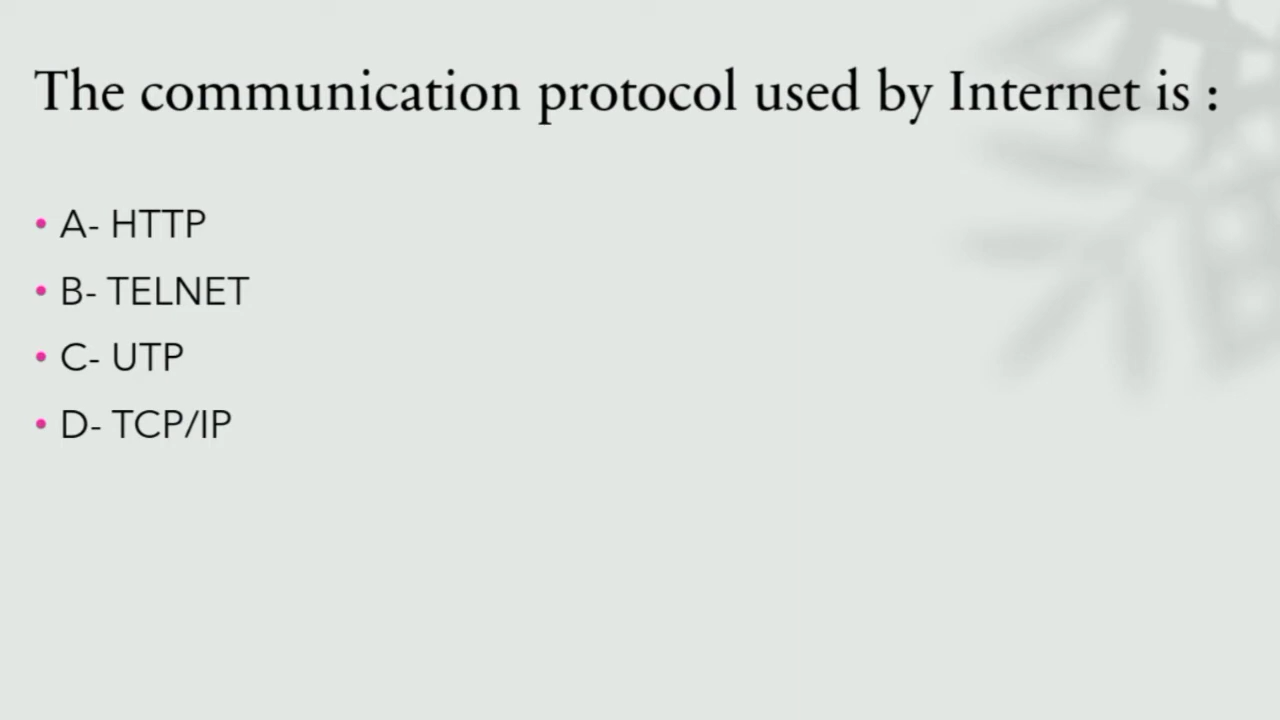 The communication protocol used by Internet is :
• A- HTTP
• B- TELNET
• C- UTP
• D- TCP/IP